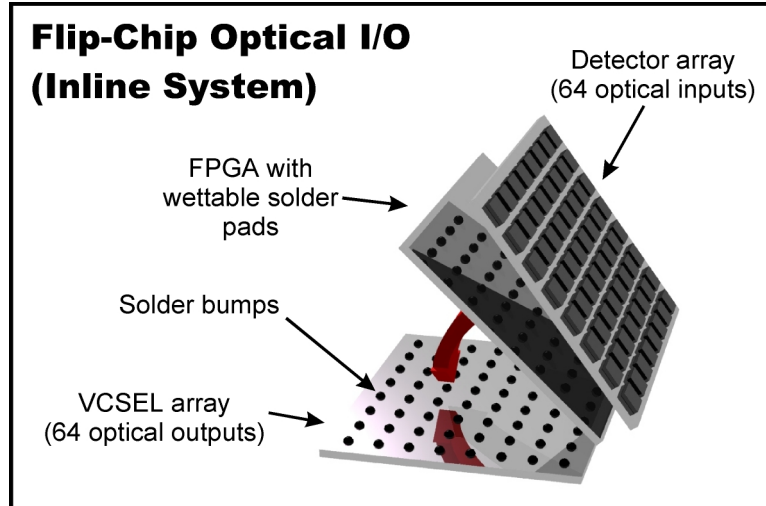 Flip-Chip Optical I/O
(Inline System)
Detector array
(64 optical inputs)
FPGA with
wettable solder
pads
Solder bumps
VCSEL array
(64 optical outputs)